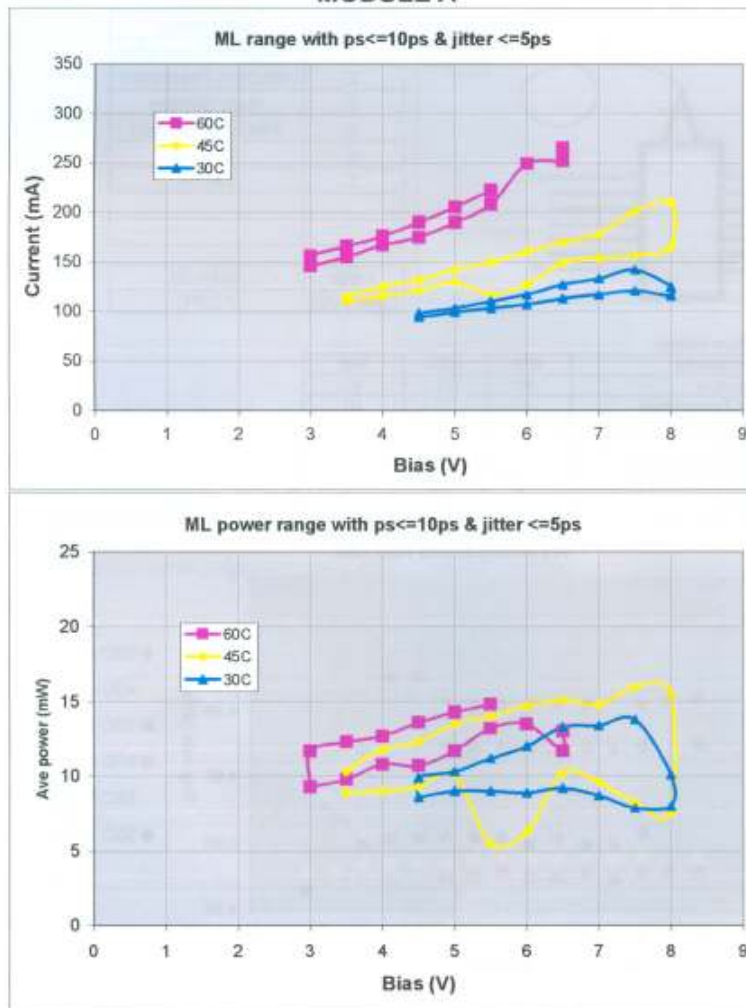 ML range with ps<=10ps & jitter <=5ps
350
300
250
200
150
100
50
0
Current (mA)
60C
45C
30C
0 1 2 3 4 5 6 7 8 9
Bias (V)
ML power range with ps<=10ps & jitter <=5ps
25
20
15
10
5
0
Ave power (mW)
60C
45C
30C
0 1 2 3 4 5 6 7 8 9
Bias (V)